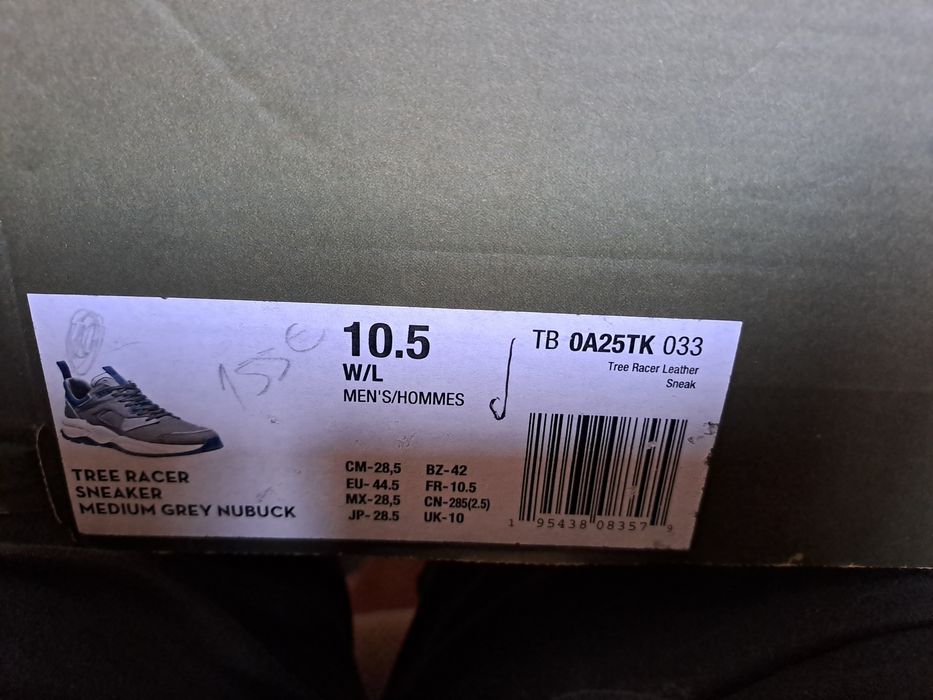 15 €
10.5
W/L
MEN'S/HOMMES
TB 0A25TK 033
Tree Racer Leather
Sneak
TREE RACER
SNEAKER
MEDIUM GREY NUBUCK
CM-28,5 BZ-42
EU-44.5 FR-10.5
MX-28,5 CN-285(2.5)
JP-28.5 UK-10
1 95438 08357 9